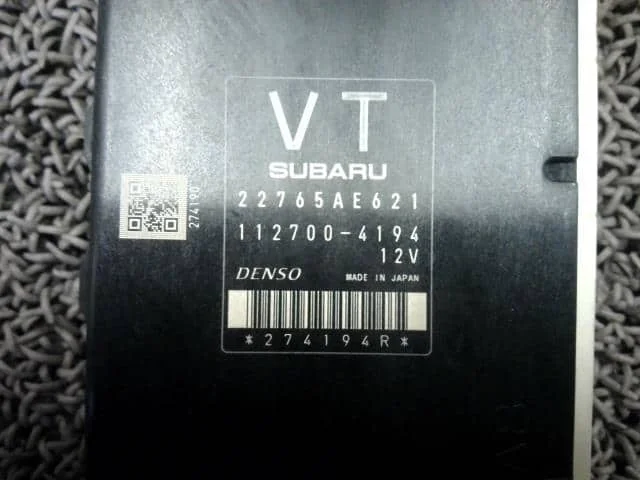 VT
SUBARU
22765AE621
112700-4194
12V
DENSO MADE IN JAPAN
*274194R*
274190